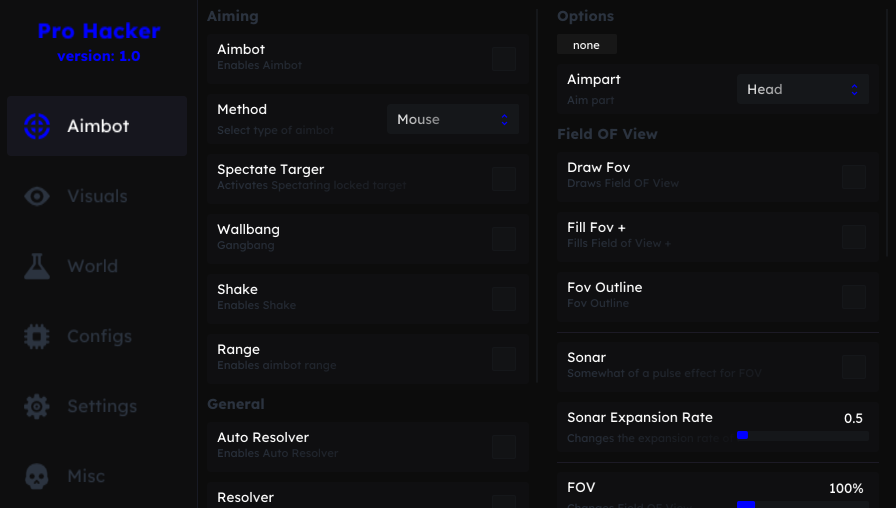 Pro Hacker
version: 1.0
Aimbot
Visuals
World
Configs
Settings
Misc
Aiming
Aimbot
Enables Aimbot
Method
Select type of aimbot
Mouse
Spectate Targer
Activates Spectating locked target
Wallbang
Gangbang
Shake
Enables Shake
Range
Enables aimbot range
General
Auto Resolver
Enables Auto Resolver
Resolver
Options
none
Aimpart
Aim part
Head
Field OF View
Draw Fov
Draws Field OF View
Fill Fov +
Fills Field of View +
Fov Outline
Fov Outline
Sonar
Somewhat of a pulse effect for FOV
Sonar Expansion Rate
0.5
Changes the expansion rate
FOV
100%